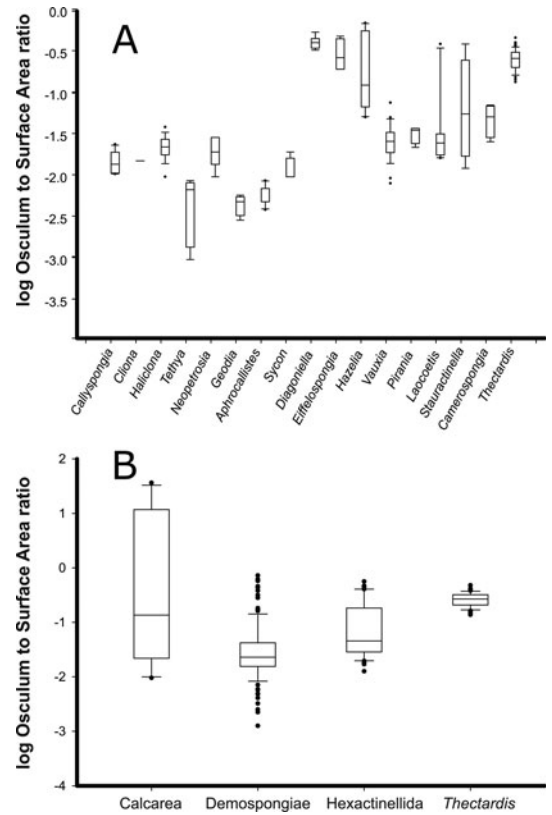 A
log Osculum to Surface Area ratio
0.0
-0.5
-1.0
-1.5
-2.0
-2.5
-3.0
-3.5
Callyspongia
Cliona
Haliclona
Tethya
Neopetrosia
Geodia
Aphrocallistes
Sycon
Diagoniella
Eiffelospongia
Hazelia
Vauxia
Pirania
Laocoetis
Stauractinella
Camerospongia
Thectardis
B
log Osculum to Surface Area ratio
2
1
0
-1
-2
-3
-4
Calcarea
Demospongiae
Hexactinellida
Thectardis